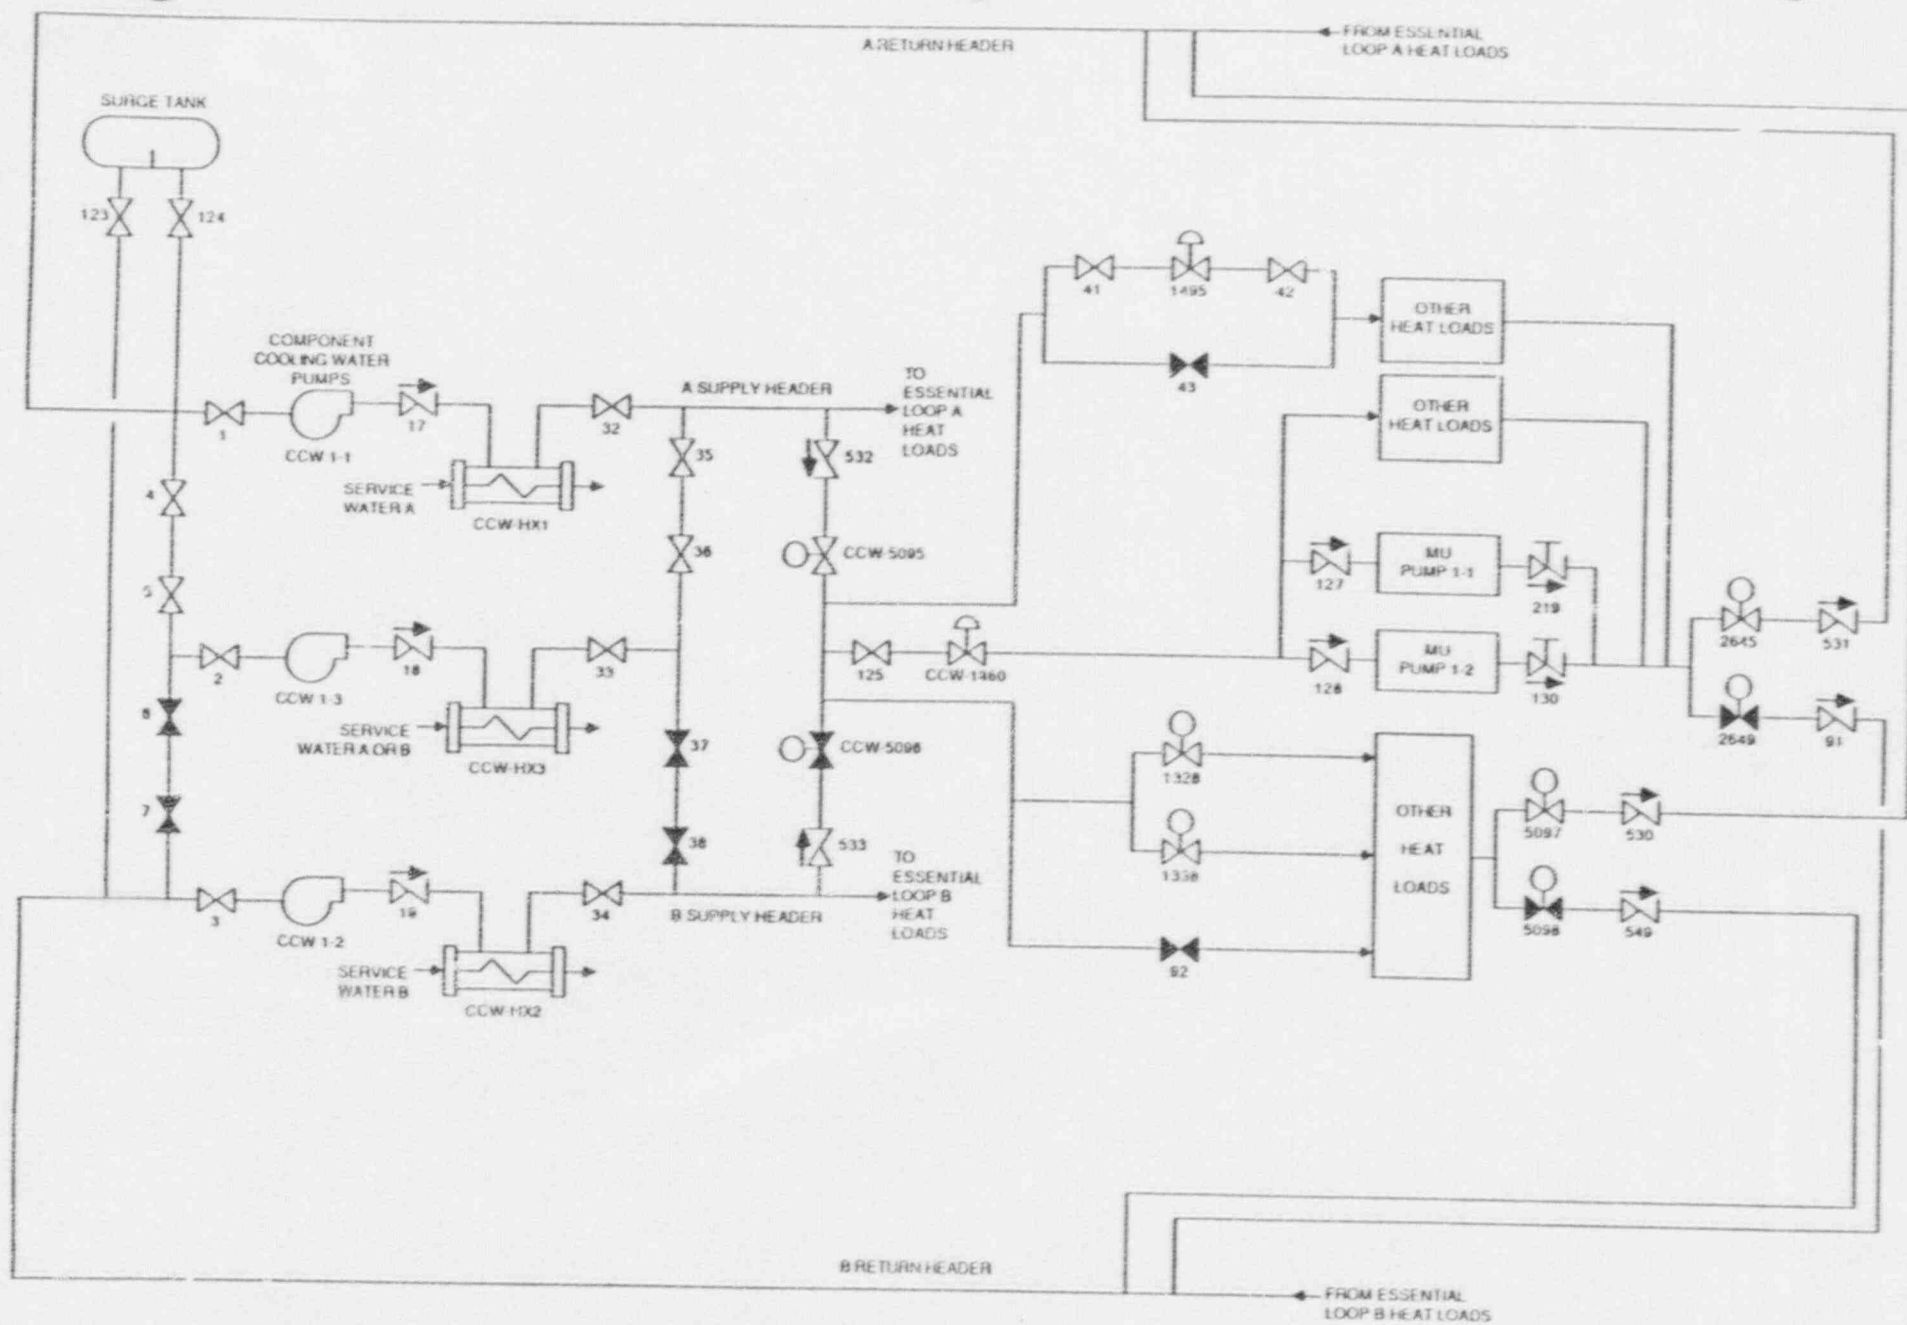 FROM ESSENTIAL
LOOP A HEAT LOADS
A RETURN HEADER
SURGE TANK
123
124
41
1495
42
OTHER
HEAT LOADS
COMPONENT
COOLING WATER
PUMPS
43
TO
ESSENTIAL
LOOP A
HEAT
LOADS
A SUPPLY HEADER
OTHER
HEAT LOADS
1
CCW 1-1
17
32
35
532
SERVICE
WATER A
CCW-HX1
4
36
CCW-5095
127
MU
PUMP 1-1
219
5
2645
531
2
CCW 1-3
18
33
125
CCW-1460
128
MU
PUMP 1-2
130
6
SERVICE
WATER A OR B
CCW-HX3
37
CCW-5096
1328
2649
91
7
38
533
1338
OTHER
HEAT
LOADS
5097
530
TO
ESSENTIAL
LOOP B
HEAT
LOADS
3
CCW 1-2
19
34
B SUPPLY HEADER
92
5098
549
SERVICE
WATER B
CCW-HX2
B RETURN HEADER
FROM ESSENTIAL
LOOP B HEAT LOADS